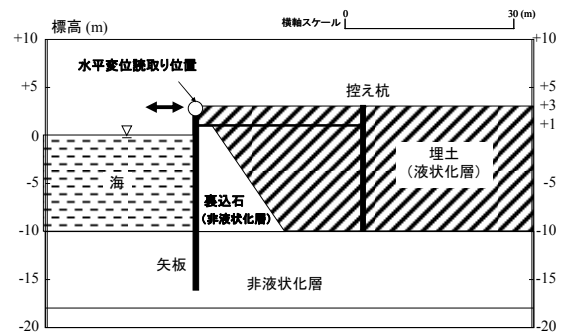 標高 (m)
横軸スケール
0
30 (m)
+10
+5
0
-5
-10
-15
-20
+10
+5
+3
+1
-5
-10
-15
-20
水平変位読取り位置
控え杭
海
裏込石
(非液状化層)
埋土
(液状化層)
矢板
非液状化層